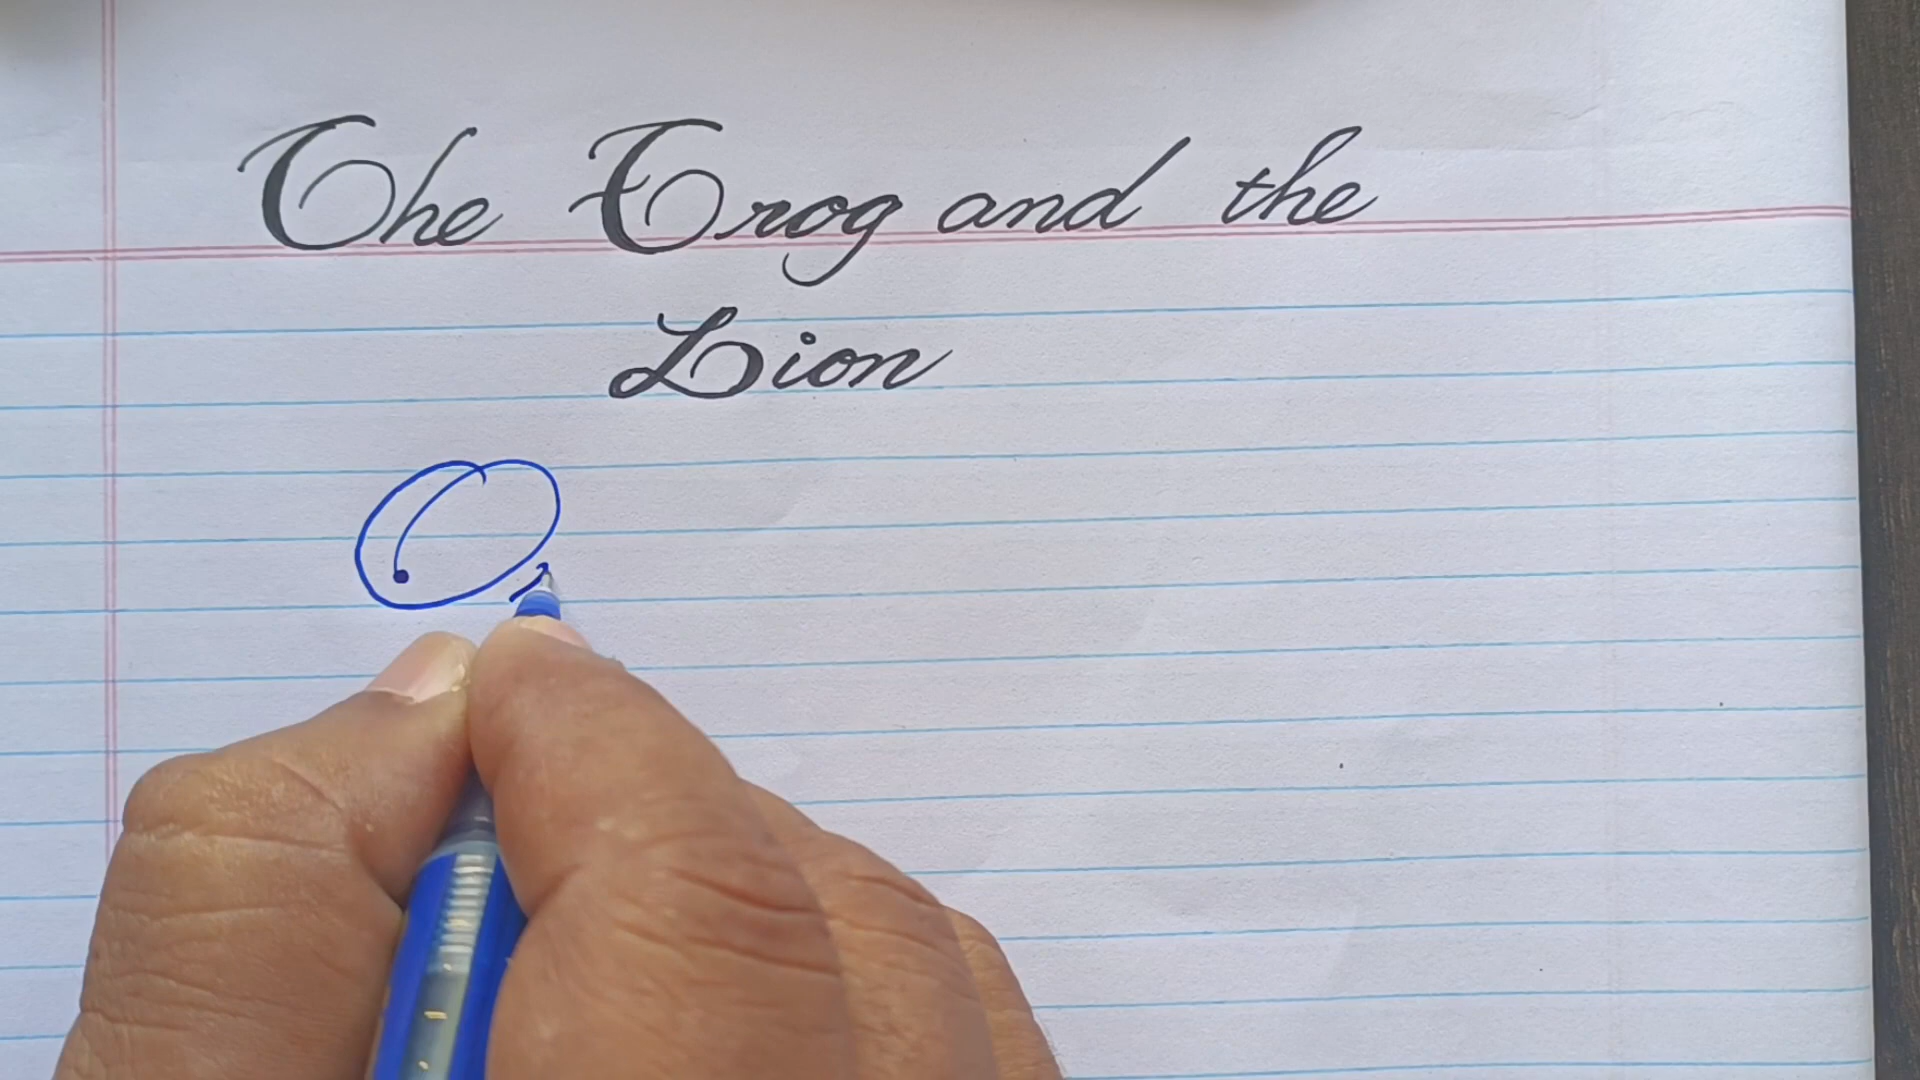 The Frog and the
Lion
O